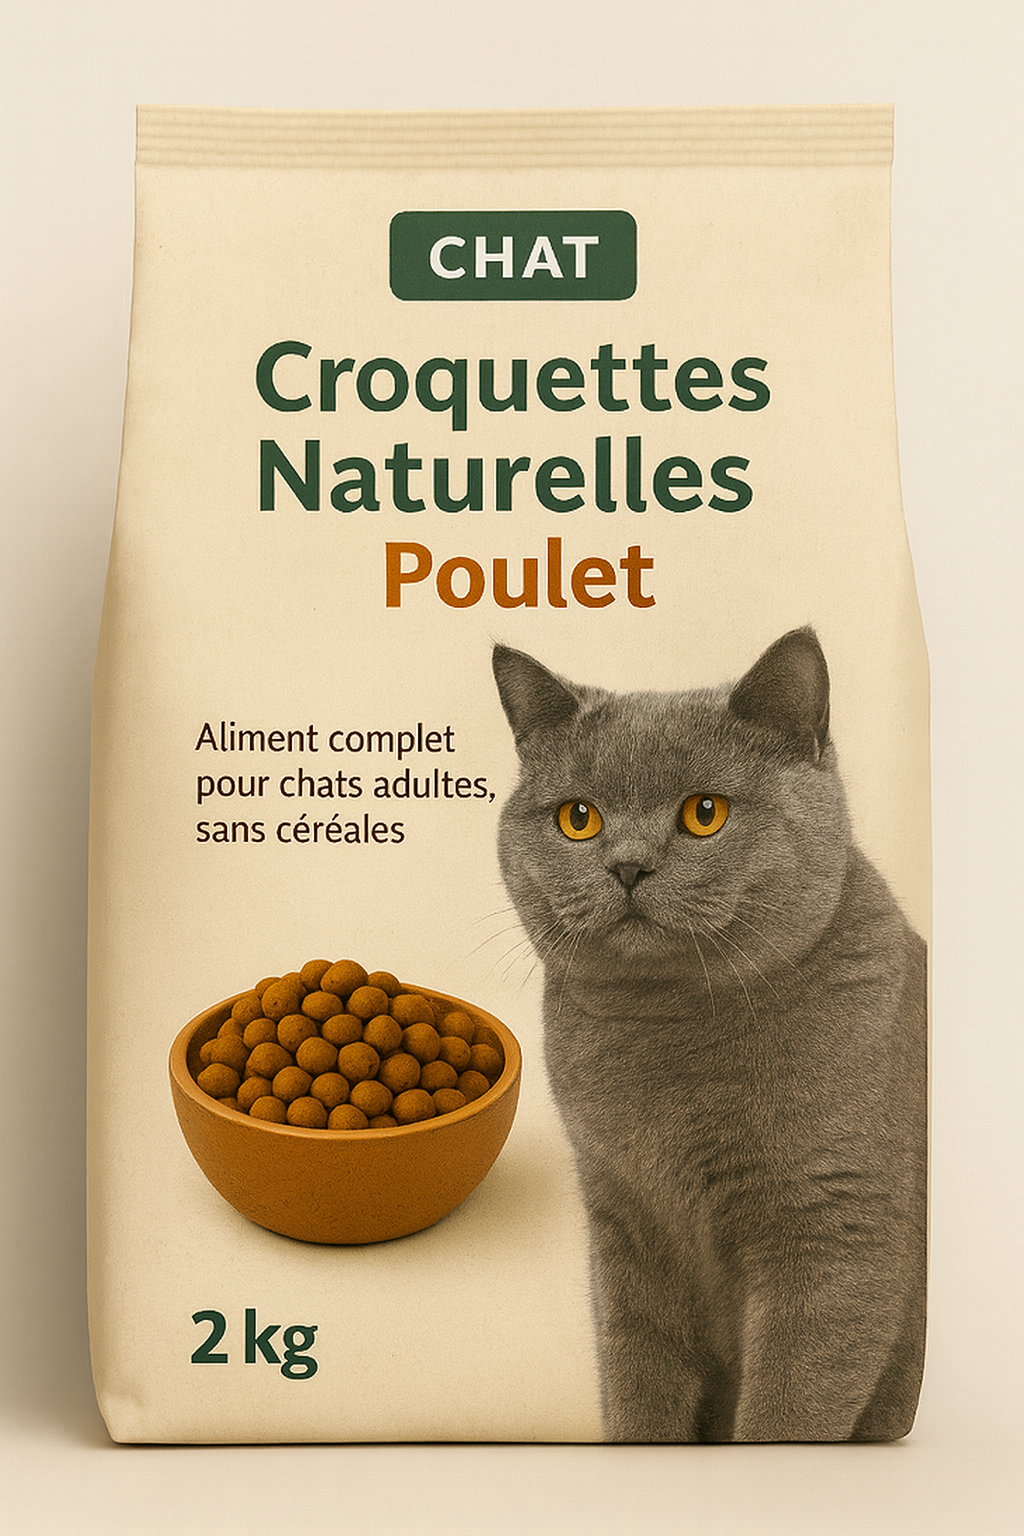 CHAT
Croquettes
Naturelles
Poulet
Aliment complet
pour chats adultes,
sans céréales
2 kg